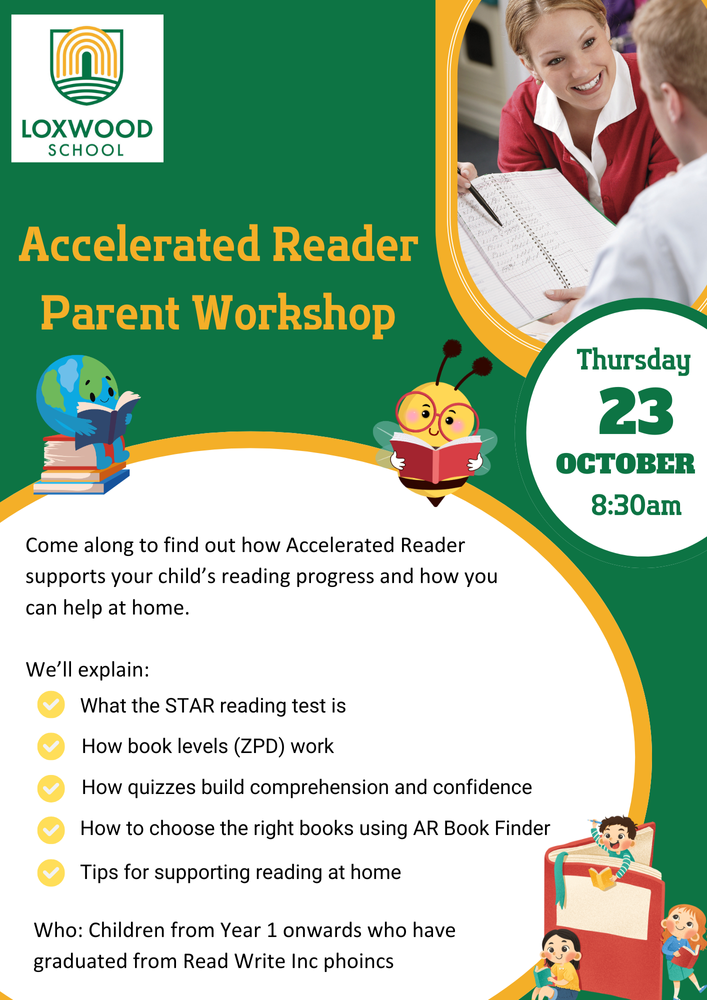 LOXWOOD
SCHOOL
Accelerated Reader
Parent Workshop
Thursday
23
OCTOBER
8:30am
Come along to find out how Accelerated Reader
supports your child’s reading progress and how you
can help at home.
We’ll explain:
What the STAR reading test is
How book levels (ZPD) work
How quizzes build comprehension and confidence
How to choose the right books using AR Book Finder
Tips for supporting reading at home
Who: Children from Year 1 onwards who have
graduated from Read Write Inc phoincs